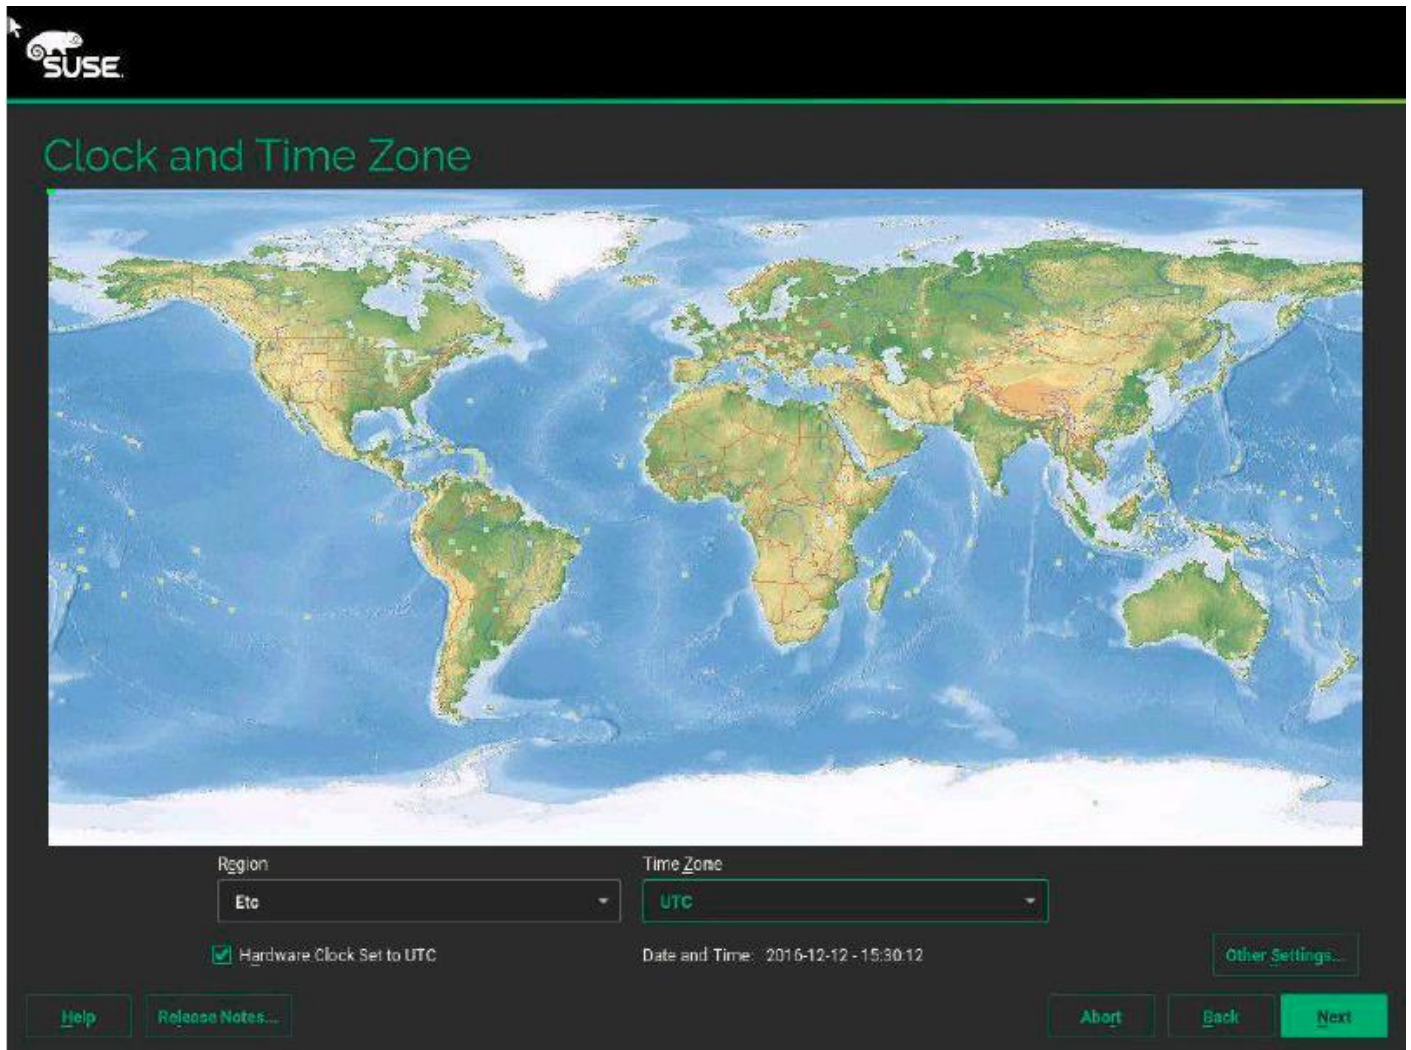 SUSE.
Clock and Time Zone
Region
Time Zone
Etc
UTC
Hardware Clock Set to UTC
Date and Time: 2016-12-12 - 15:30:12
Other Settings...
Help
Release Notes...
Abort
Back
Next